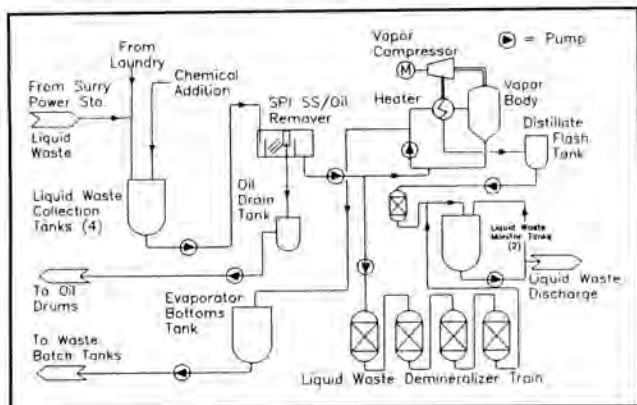 From
Laundry
From Surry
Power Sta.
Liquid
Waste
Chemical
Addition
Liquid Waste
Collection
Tanks (4)
SPI SS/Oil
Remover
Oil
Drain
Tank
To Oil
Drums
Evaporator
Bottoms
Tank
To Waste
Batch Tanks
Vapor
Compressor
M
Heater
= Pump
Vapor
Body
Distillate
Flash
Tank
Liquid Waste
Monitor Tanks
(2)
Liquid Waste
Discharge
Liquid Waste Demineralizer Train